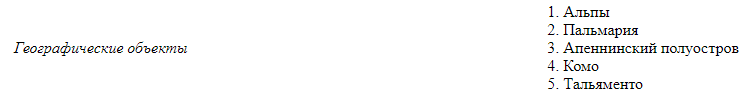 Географические объекты
1. Альпы
2. Пальмария
3. Апеннинский полуостров
4. Комо
5. Тальяменто